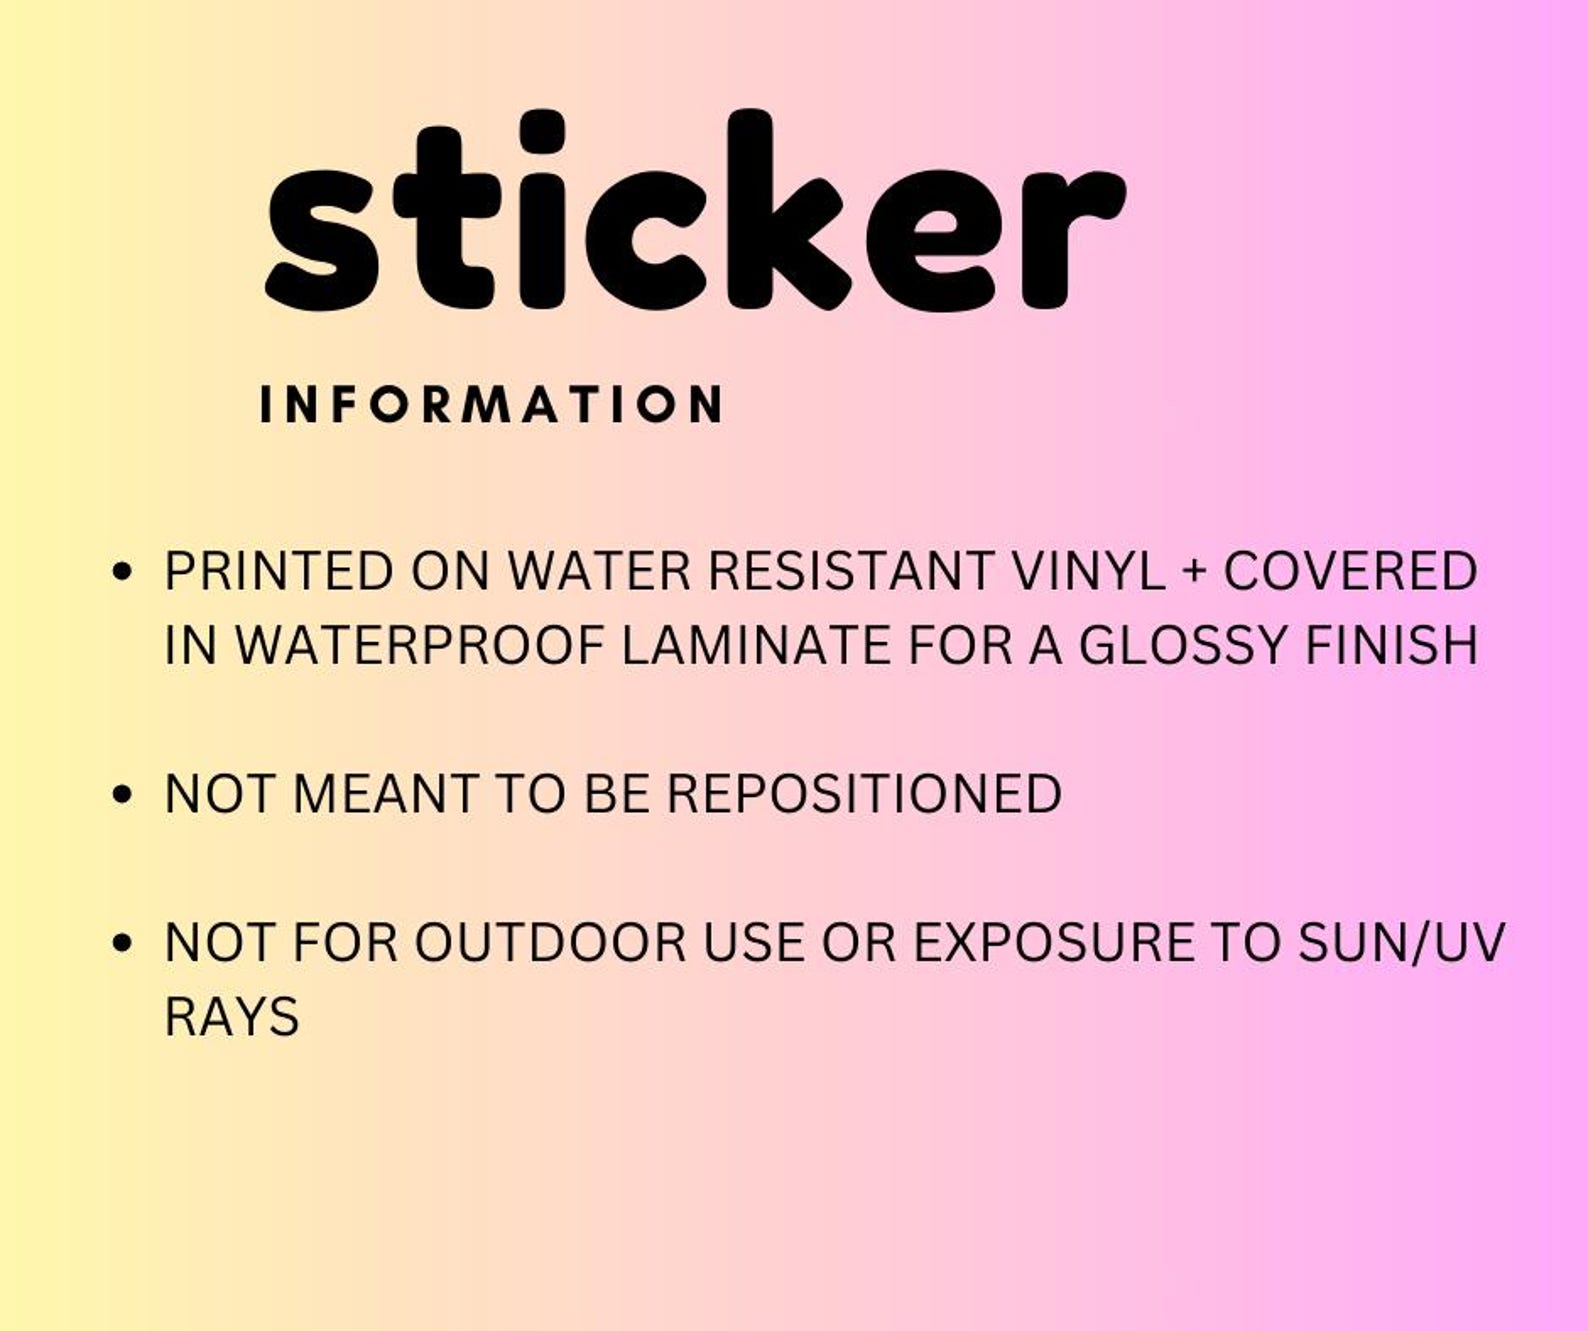 sticker
INFORMATION
• PRINTED ON WATER RESISTANT VINYL + COVERED
IN WATERPROOF LAMINATE FOR A GLOSSY FINISH
• NOT MEANT TO BE REPOSITIONED
• NOT FOR OUTDOOR USE OR EXPOSURE TO SUN/UV
RAYS